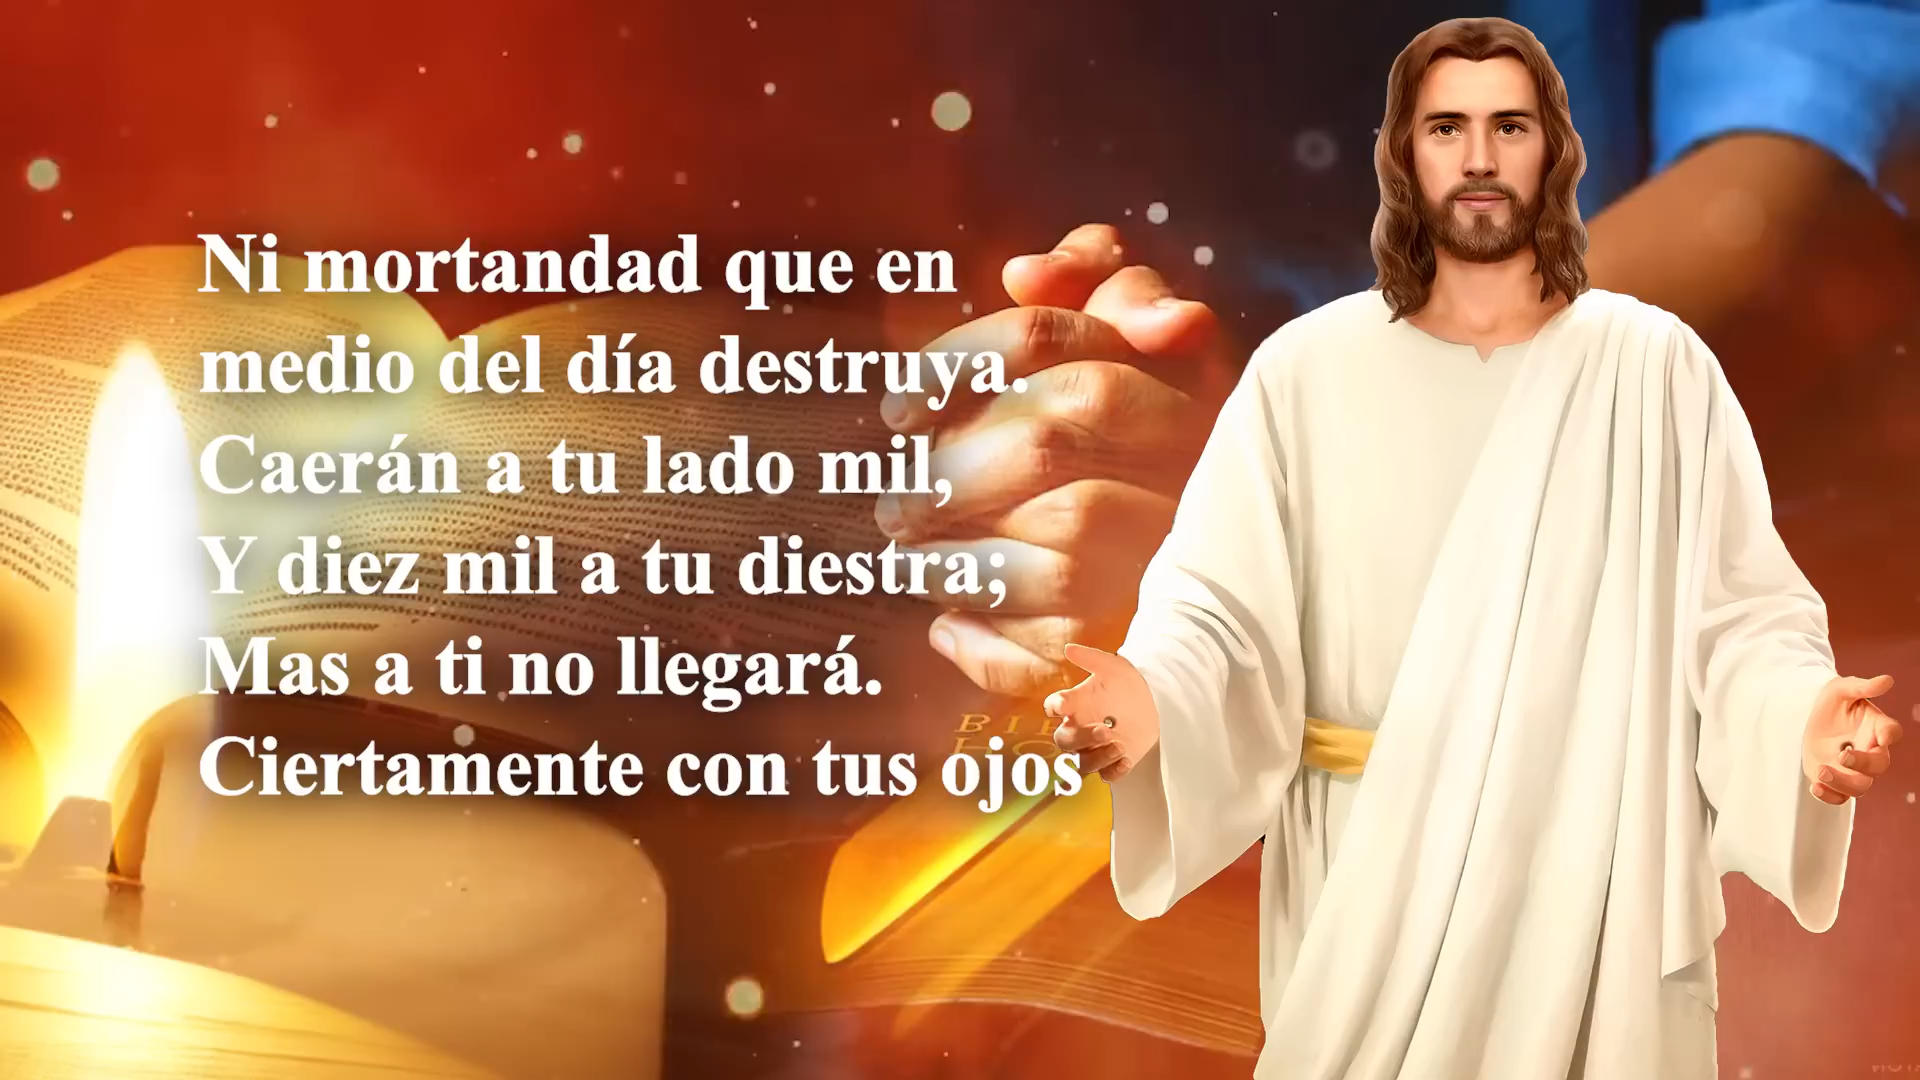 Ni mortandad que en
medio del día destruya.
Caerán a tu lado mil,
Y diez mil a tu diestra;
Mas a ti no llegará.
Ciertamente con tus ojos